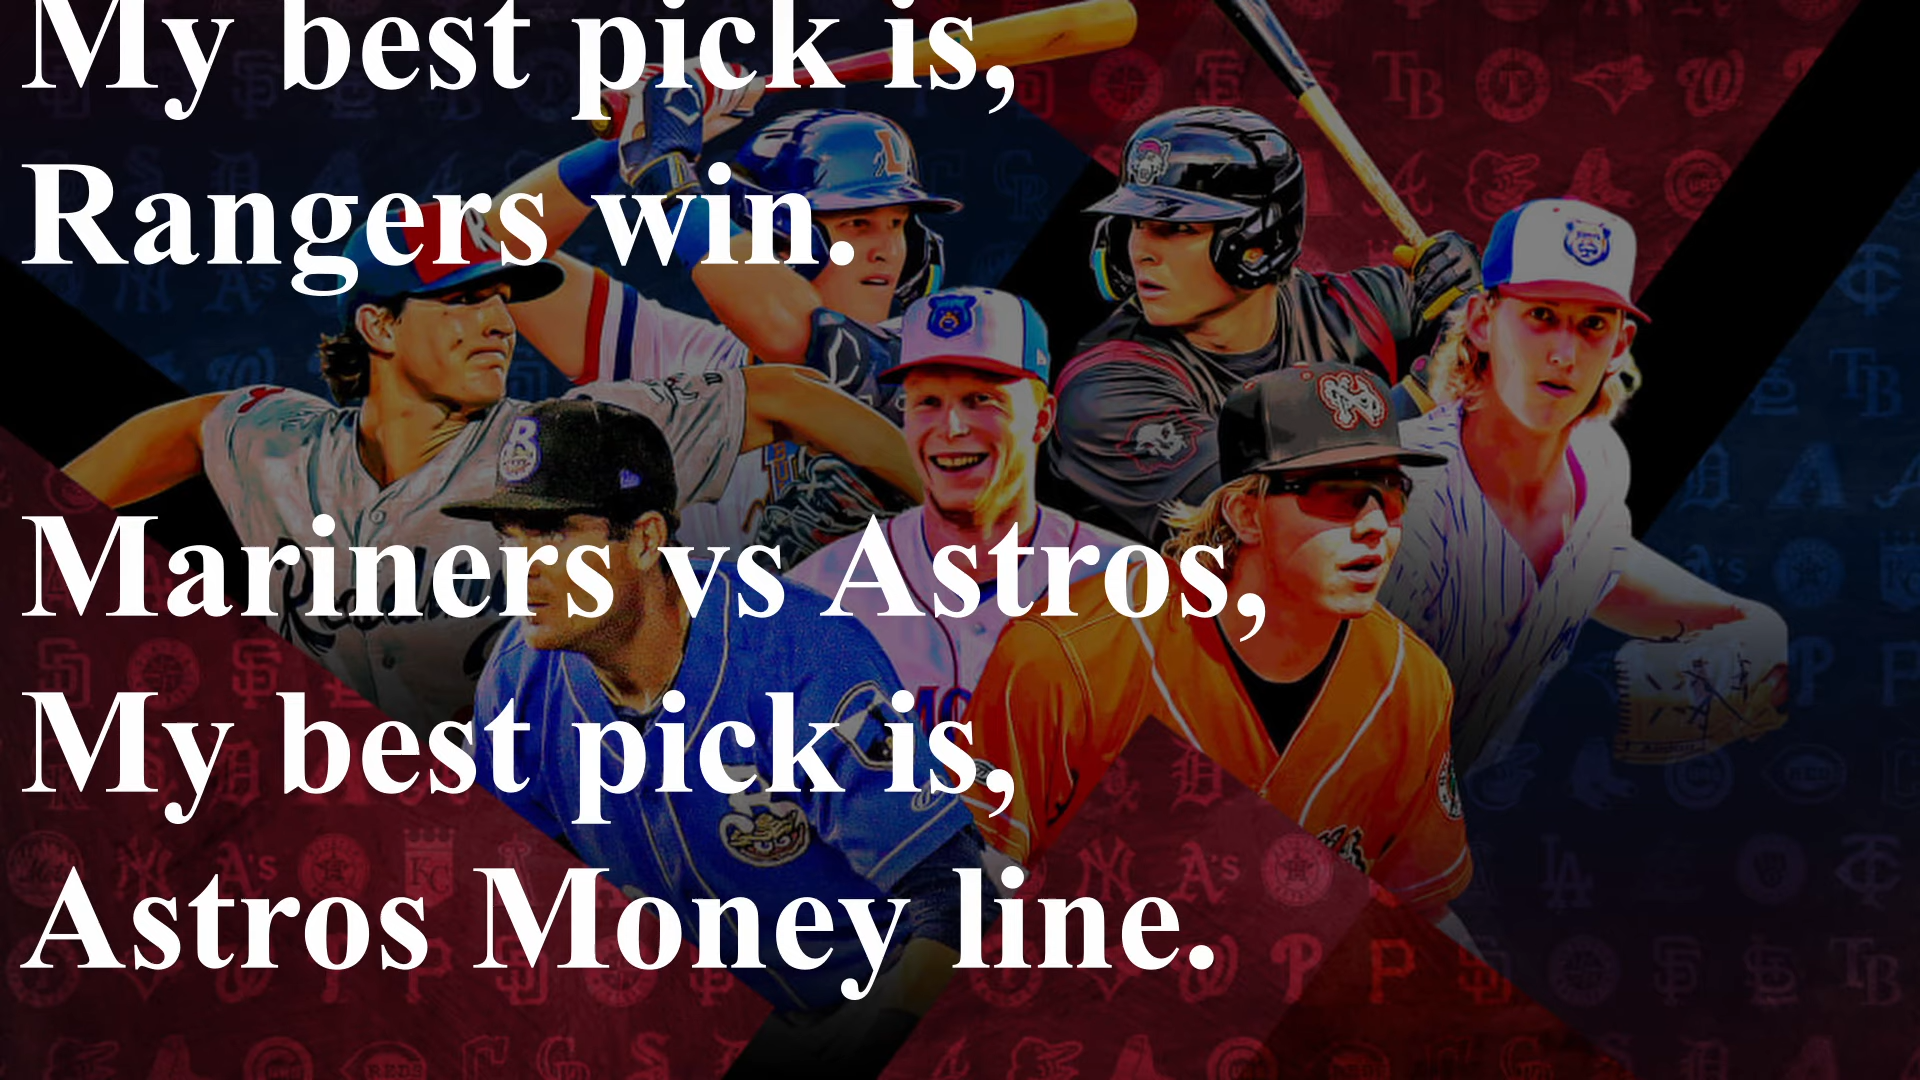 My best pick is,
Rangers win.
Mariners vs Astros,
My best pick is,
Astros Money line.